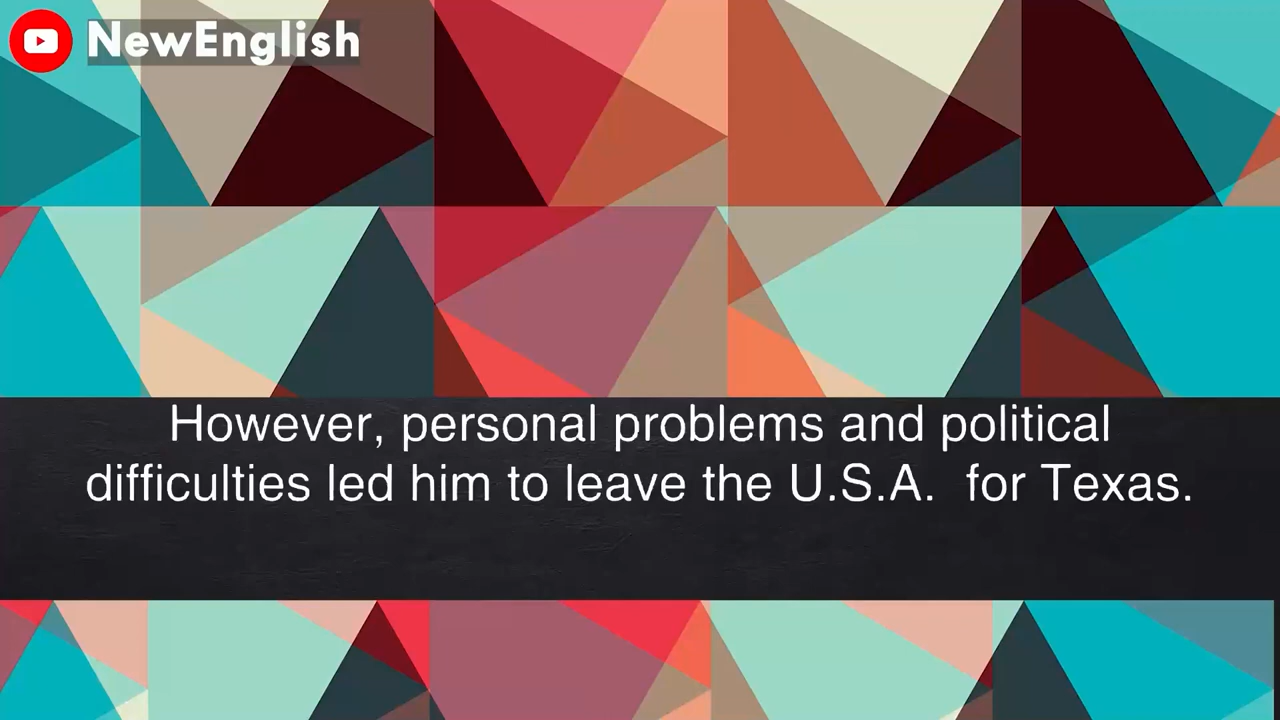 NewEnglish
However, personal problems and political
difficulties led him to leave the U.S.A.  for Texas.